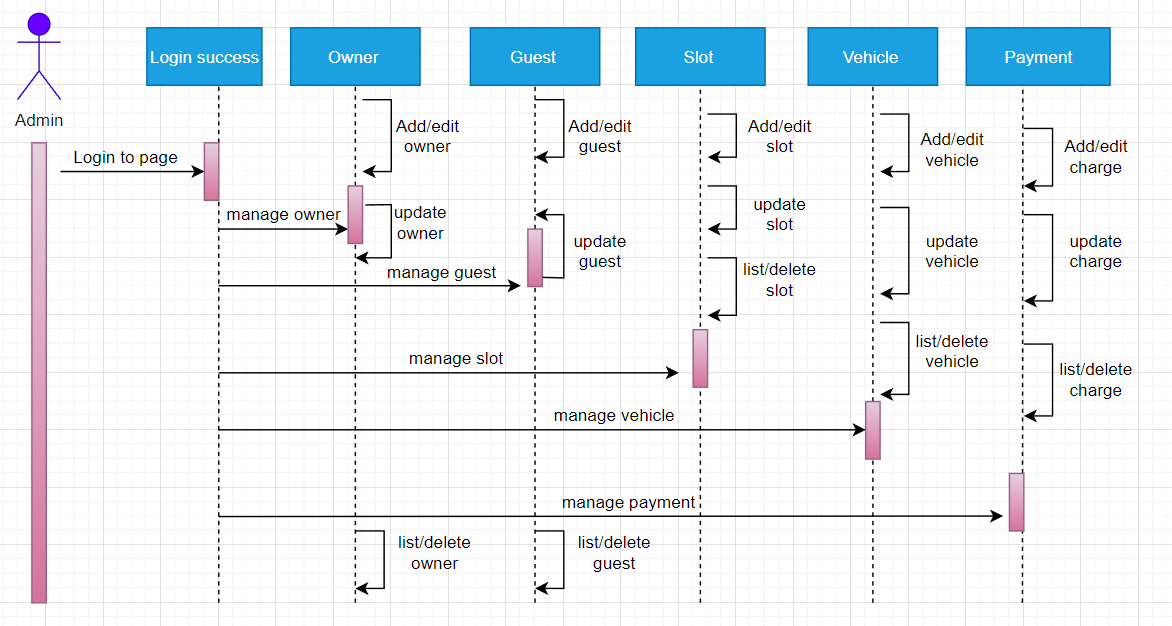 Login success
Owner
Guest
Slot
Vehicle
Payment
Admin
Login to page
Add/edit
owner
Add/edit
guest
Add/edit
slot
Add/edit
vehicle
Add/edit
charge
manage owner
update
owner
update
guest
update
slot
update
vehicle
update
charge
manage guest
list/delete
slot
manage slot
list/delete
vehicle
list/delete
charge
manage vehicle
manage payment
list/delete
owner
list/delete
guest